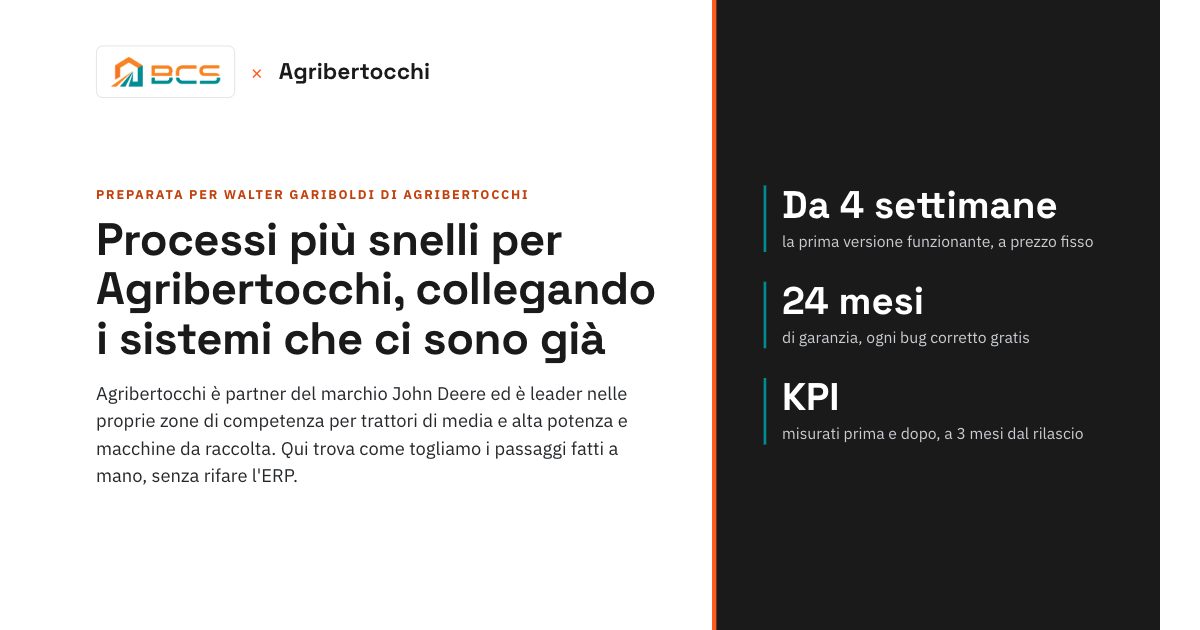 BCS × Agribertocchi
PREPARATA PER WALTER GARIBOLDI DI AGRIBERTOCCHI
Processi più snelli per
Agribertocchi, collegando
i sistemi che ci sono già
Agribertocchi è partner del marchio John Deere ed è leader nelle
proprie zone di competenza per trattori di media e alta potenza e
macchine da raccolta. Qui trova come togliamo i passaggi fatti a
mano, senza rifare l'ERP.
Da 4 settimane
la prima versione funzionante, a prezzo fisso
24 mesi
di garanzia, ogni bug corretto gratis
KPI
misurati prima e dopo, a 3 mesi dal rilascio